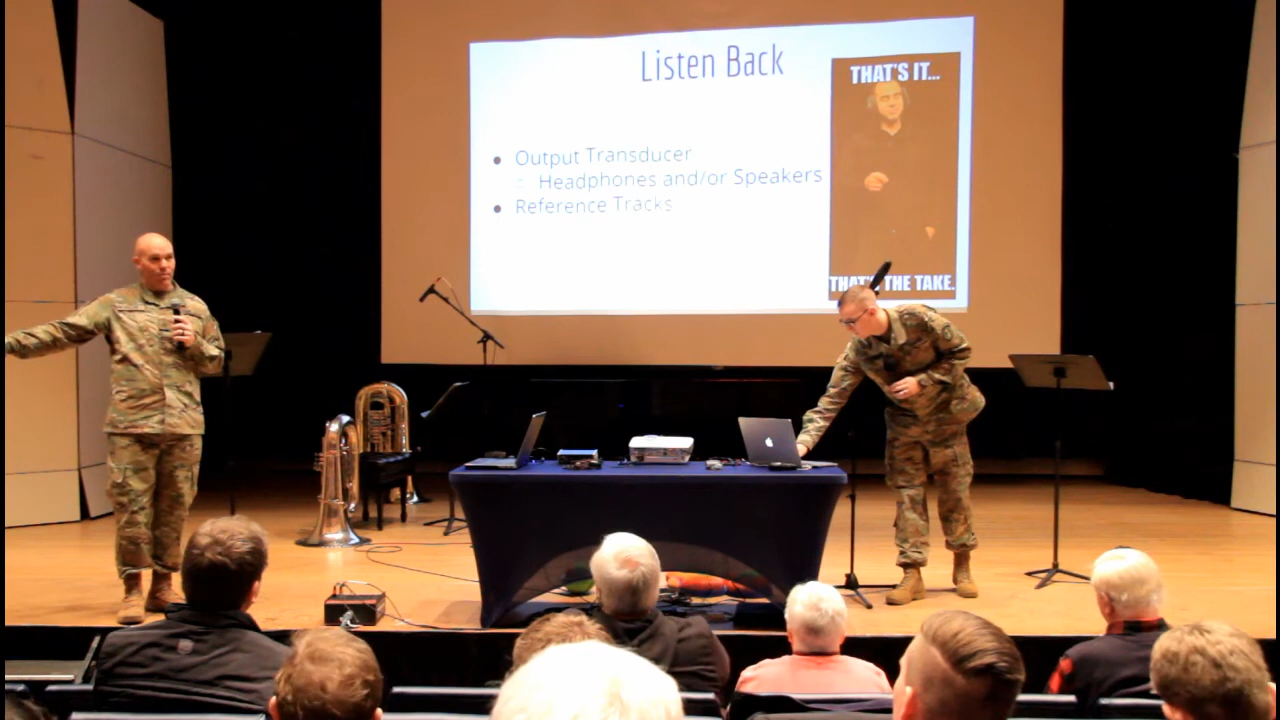 Listen Back
THAT'S IT...
● Output Transducer
○ Headphones and/or Speakers
● Reference Tracks
THAT'S THE TAKE.